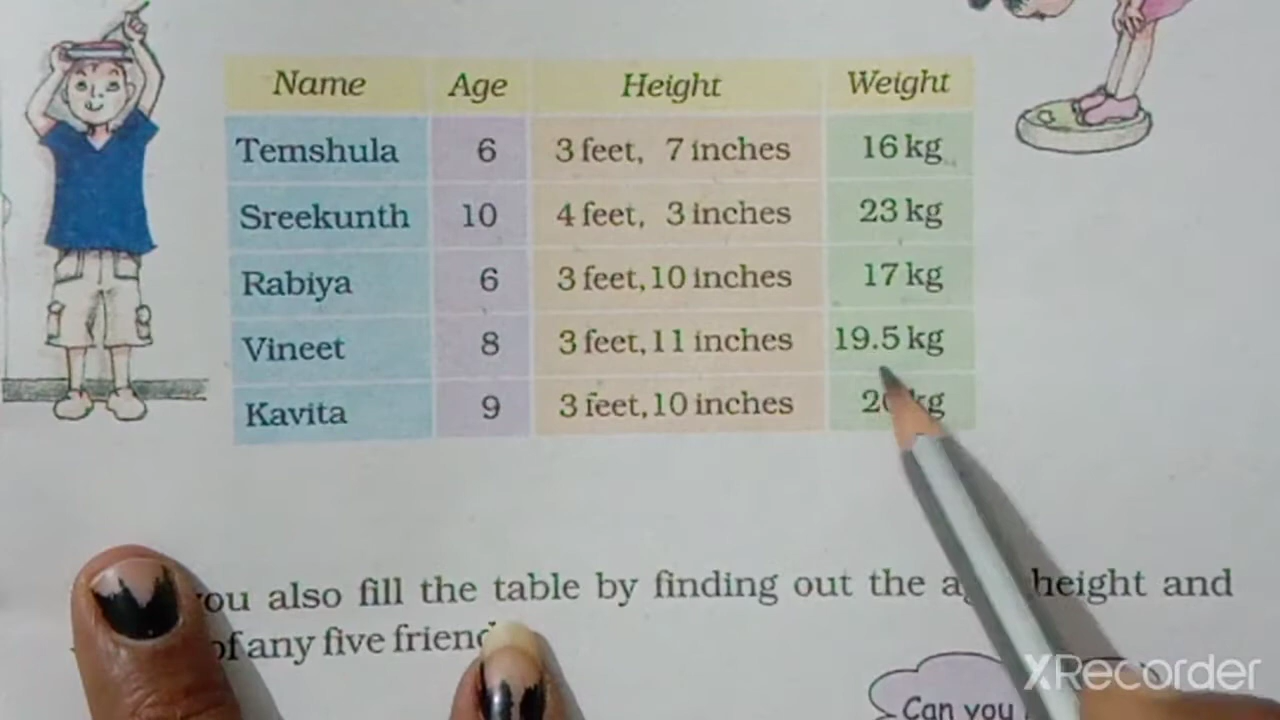 Name Age Height Weight
Temshula 6 3 feet, 7 inches 16 kg
Sreekunth 10 4 feet, 3 inches 23 kg
Rabiya 6 3 feet, 10 inches 17 kg
Vineet 8 3 feet, 11 inches 19.5 kg
Kavita 9 3 feet, 10 inches kg
also fill the table by finding out the height and
of any five
Can you
XRecorder